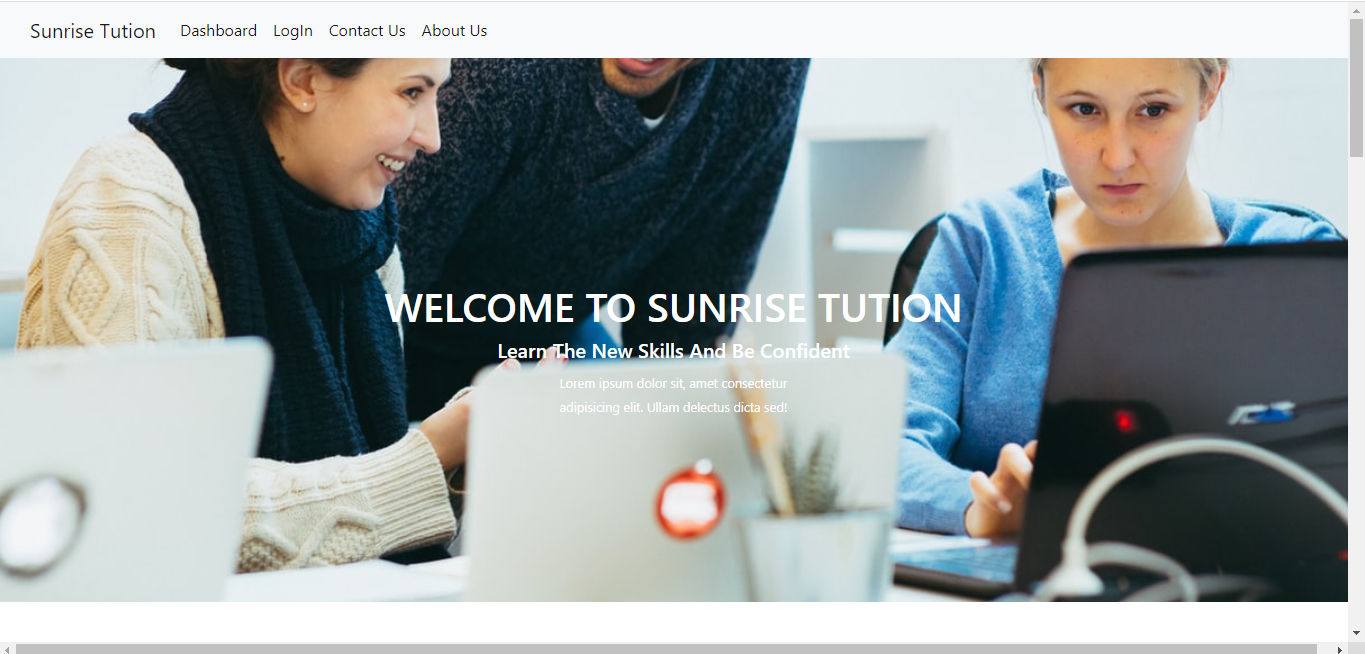 Sunrise Tution Dashboard LogIn Contact Us About Us
WELCOME TO SUNRISE TUTION
Learn The New Skills And Be Confident
Lorem ipsum dolor sit, amet consectetur
adipisicing elit. Ullam delectus dicta sed!